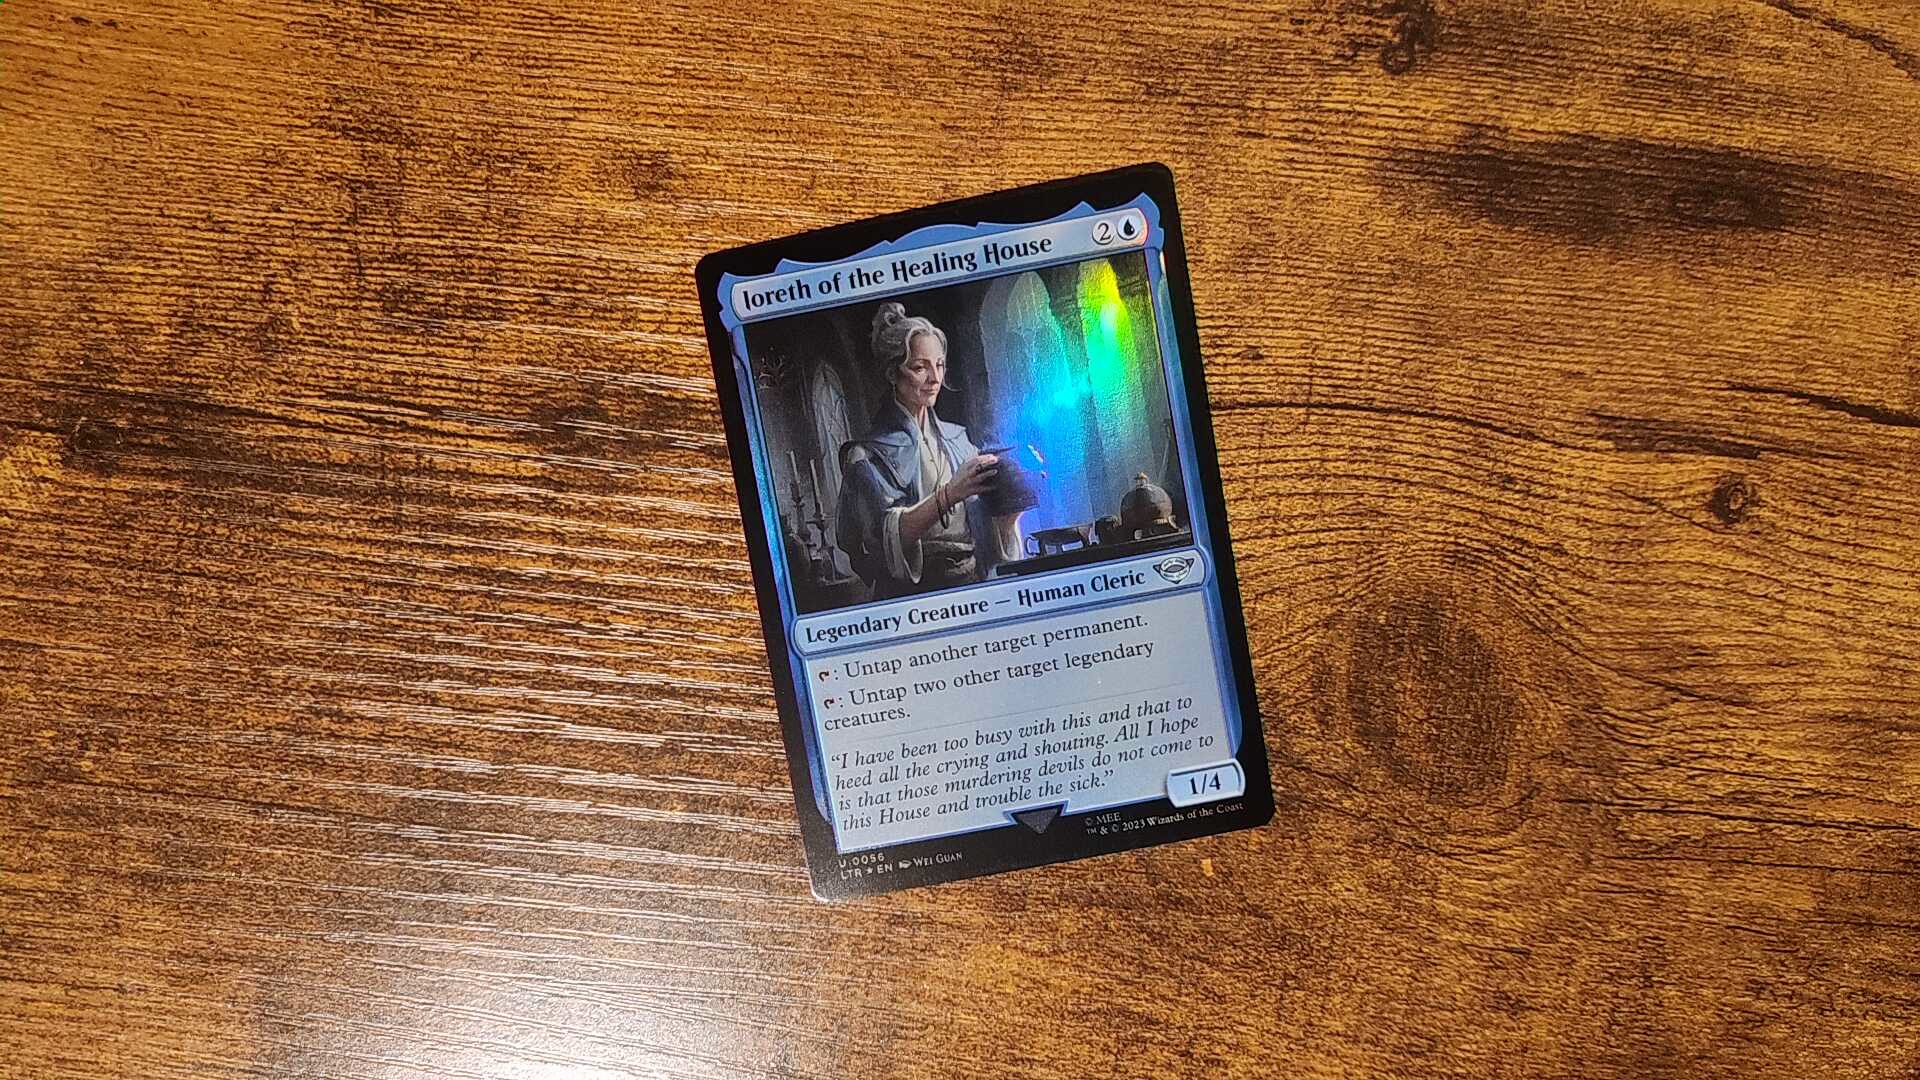 Ioreth of the Healing House 2
Legendary Creature — Human Cleric
: Untap another target permanent.
: Untap two other target legendary
creatures.
“I have been too busy with this and that to
heed all the crying and shouting. All I hope
is that those murdering devils do not come to
this House and trouble the sick.”
1/4
U 0056
LTR ★ EN Wei Guan
© MEE
™ & © 2023 Wizards of the Coast